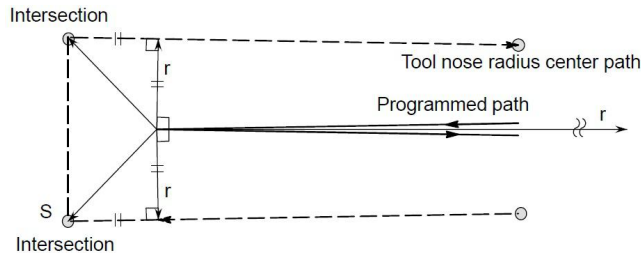 Intersection
r
Tool nose radius center path
Programmed path
r
r
S
Intersection